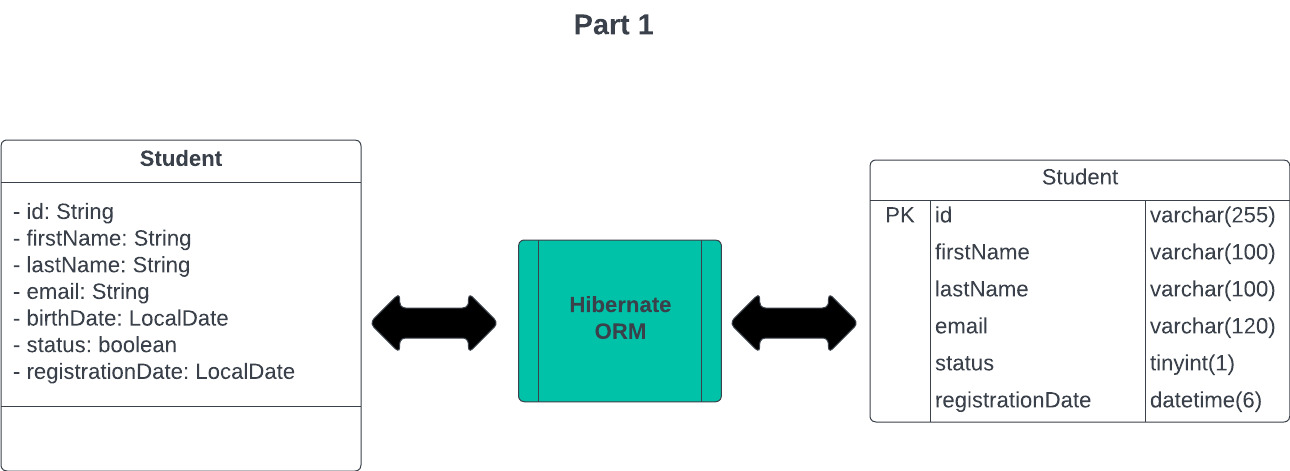 Part 1
Student
- id: String
- firstName: String
- lastName: String
- email: String
- birthDate: LocalDate
- status: boolean
- registrationDate: LocalDate
Hibernate
ORM
Student
PK id varchar(255)
firstName varchar(100)
lastName varchar(100)
email varchar(120)
status tinyint(1)
registrationDate datetime(6)